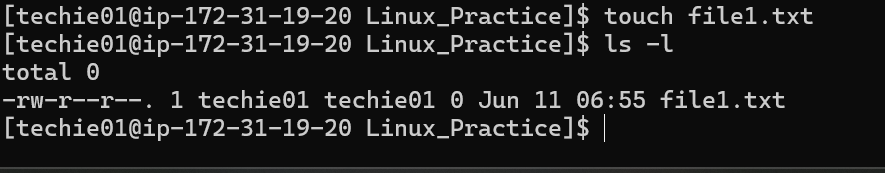 [techie01@ip-172-31-19-20 Linux_Practice]$ touch file1.txt
[techie01@ip-172-31-19-20 Linux_Practice]$ ls -l
total 0
-rw-r--r--. 1 techie01 techie01 0 Jun 11 06:55 file1.txt
[techie01@ip-172-31-19-20 Linux_Practice]$